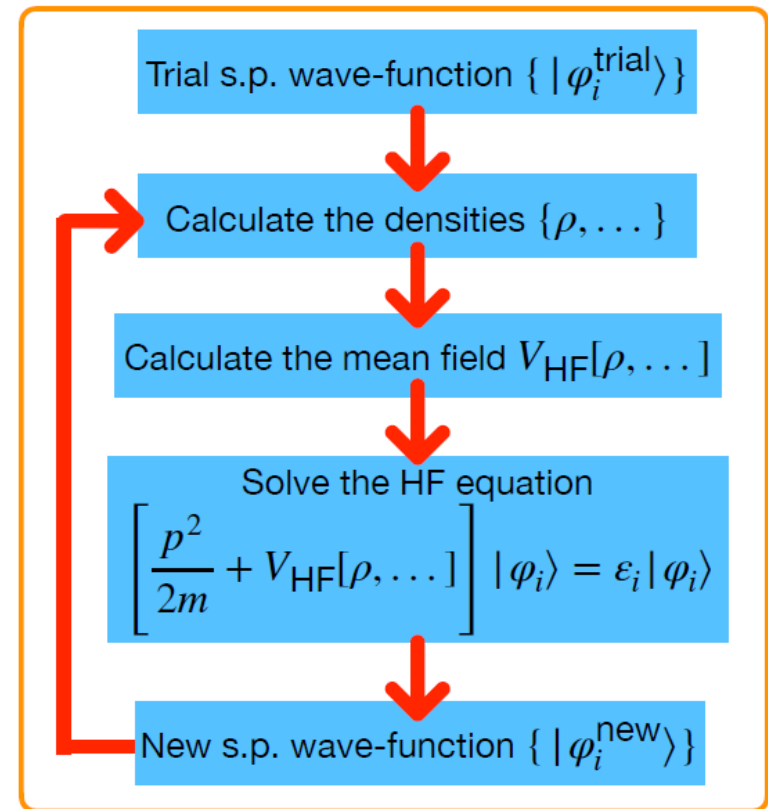 Trial s.p. wave-function { |φ_i^trial⟩}
Calculate the densities {ρ, . . . }
Calculate the mean field V_HF[ρ, . . . ]
Solve the HF equation
[p^2/2m + V_HF[ρ, . . . ]] |φ_i⟩ = ε_i |φ_i⟩
New s.p. wave-function { |φ_i^new⟩}